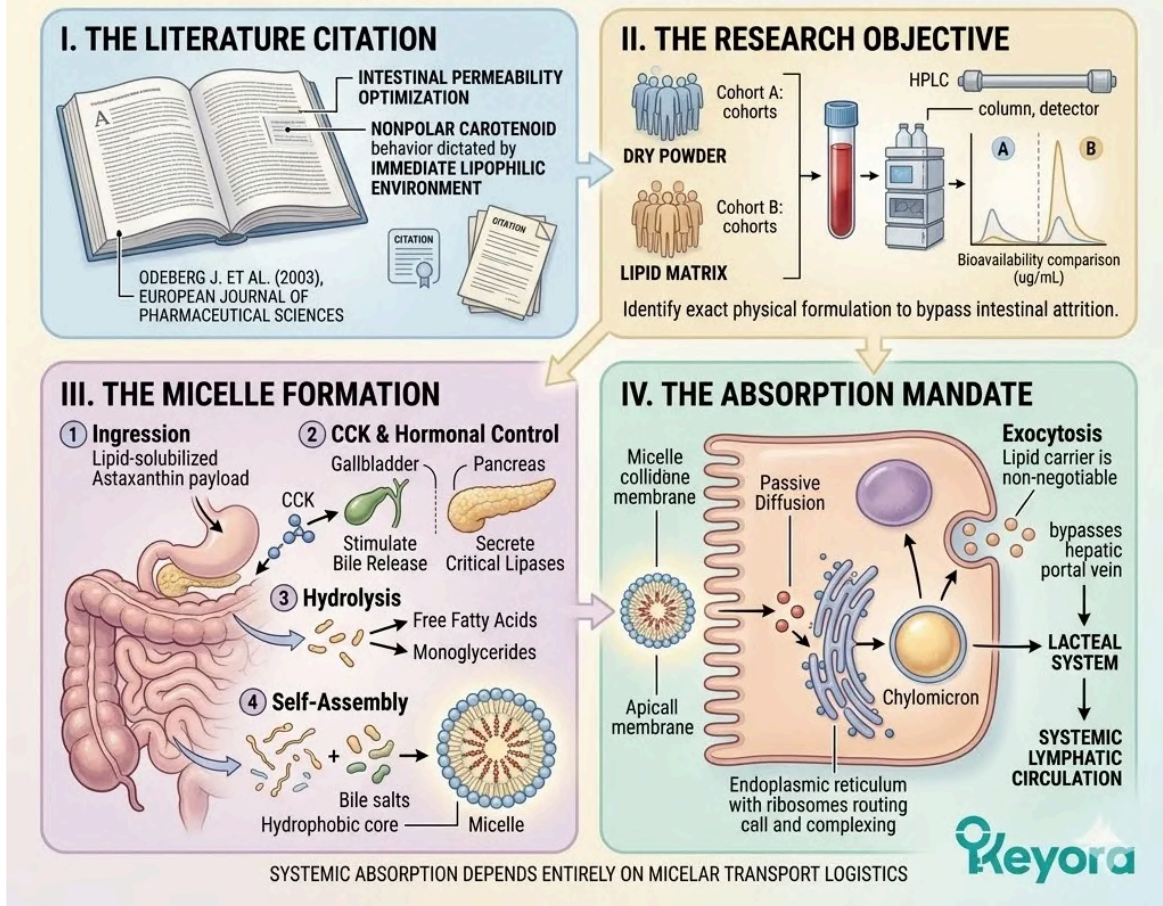 I. THE LITERATURE CITATION
A
INTESTINAL PERMEABILITY
OPTIMIZATION
NONPOLAR CAROTENOID
behavior dictated by
IMMEDIATE LIPOPHILIC
ENVIRONMENT
CITATION
CITATION
ODEBERG J. ET AL. (2003),
EUROPEAN JOURNAL OF
PHARMACEUTICAL SCIENCES
II. THE RESEARCH OBJECTIVE
Cohort A:
cohorts
DRY POWDER
Cohort B:
cohorts
LIPID MATRIX
HPLC
column, detector
A
B
Bioavailability comparison
(ug/mL)
Identify exact physical formulation to bypass intestinal attrition.
III. THE MICELLE FORMATION
1 Ingression
Lipid-solubilized
Astaxanthin payload
2 CCK & Hormonal Control
Gallbladder
Pancreas
CCK
Stimulate
Bile Release
Secrete
Critical Lipases
3 Hydrolysis
Free Fatty Acids
Monoglycerides
4 Self-Assembly
+
Bile salts
Hydrophobic core
Micelle
IV. THE ABSORPTION MANDATE
Micelle
collidone
membrane
Passive
Diffusion
Exocytosis
Lipid carrier is
non-negotiable
bypasses
hepatic
portal vein
LACTEAL
SYSTEM
SYSTEMIC
LYMPHATIC
CIRCULATION
Chylomicron
Apicall
membrane
Endoplasmic reticulum
with ribosomes routing
call and complexing
Keyora
SYSTEMIC ABSORPTION DEPENDS ENTIRELY ON MICELAR TRANSPORT LOGISTICS